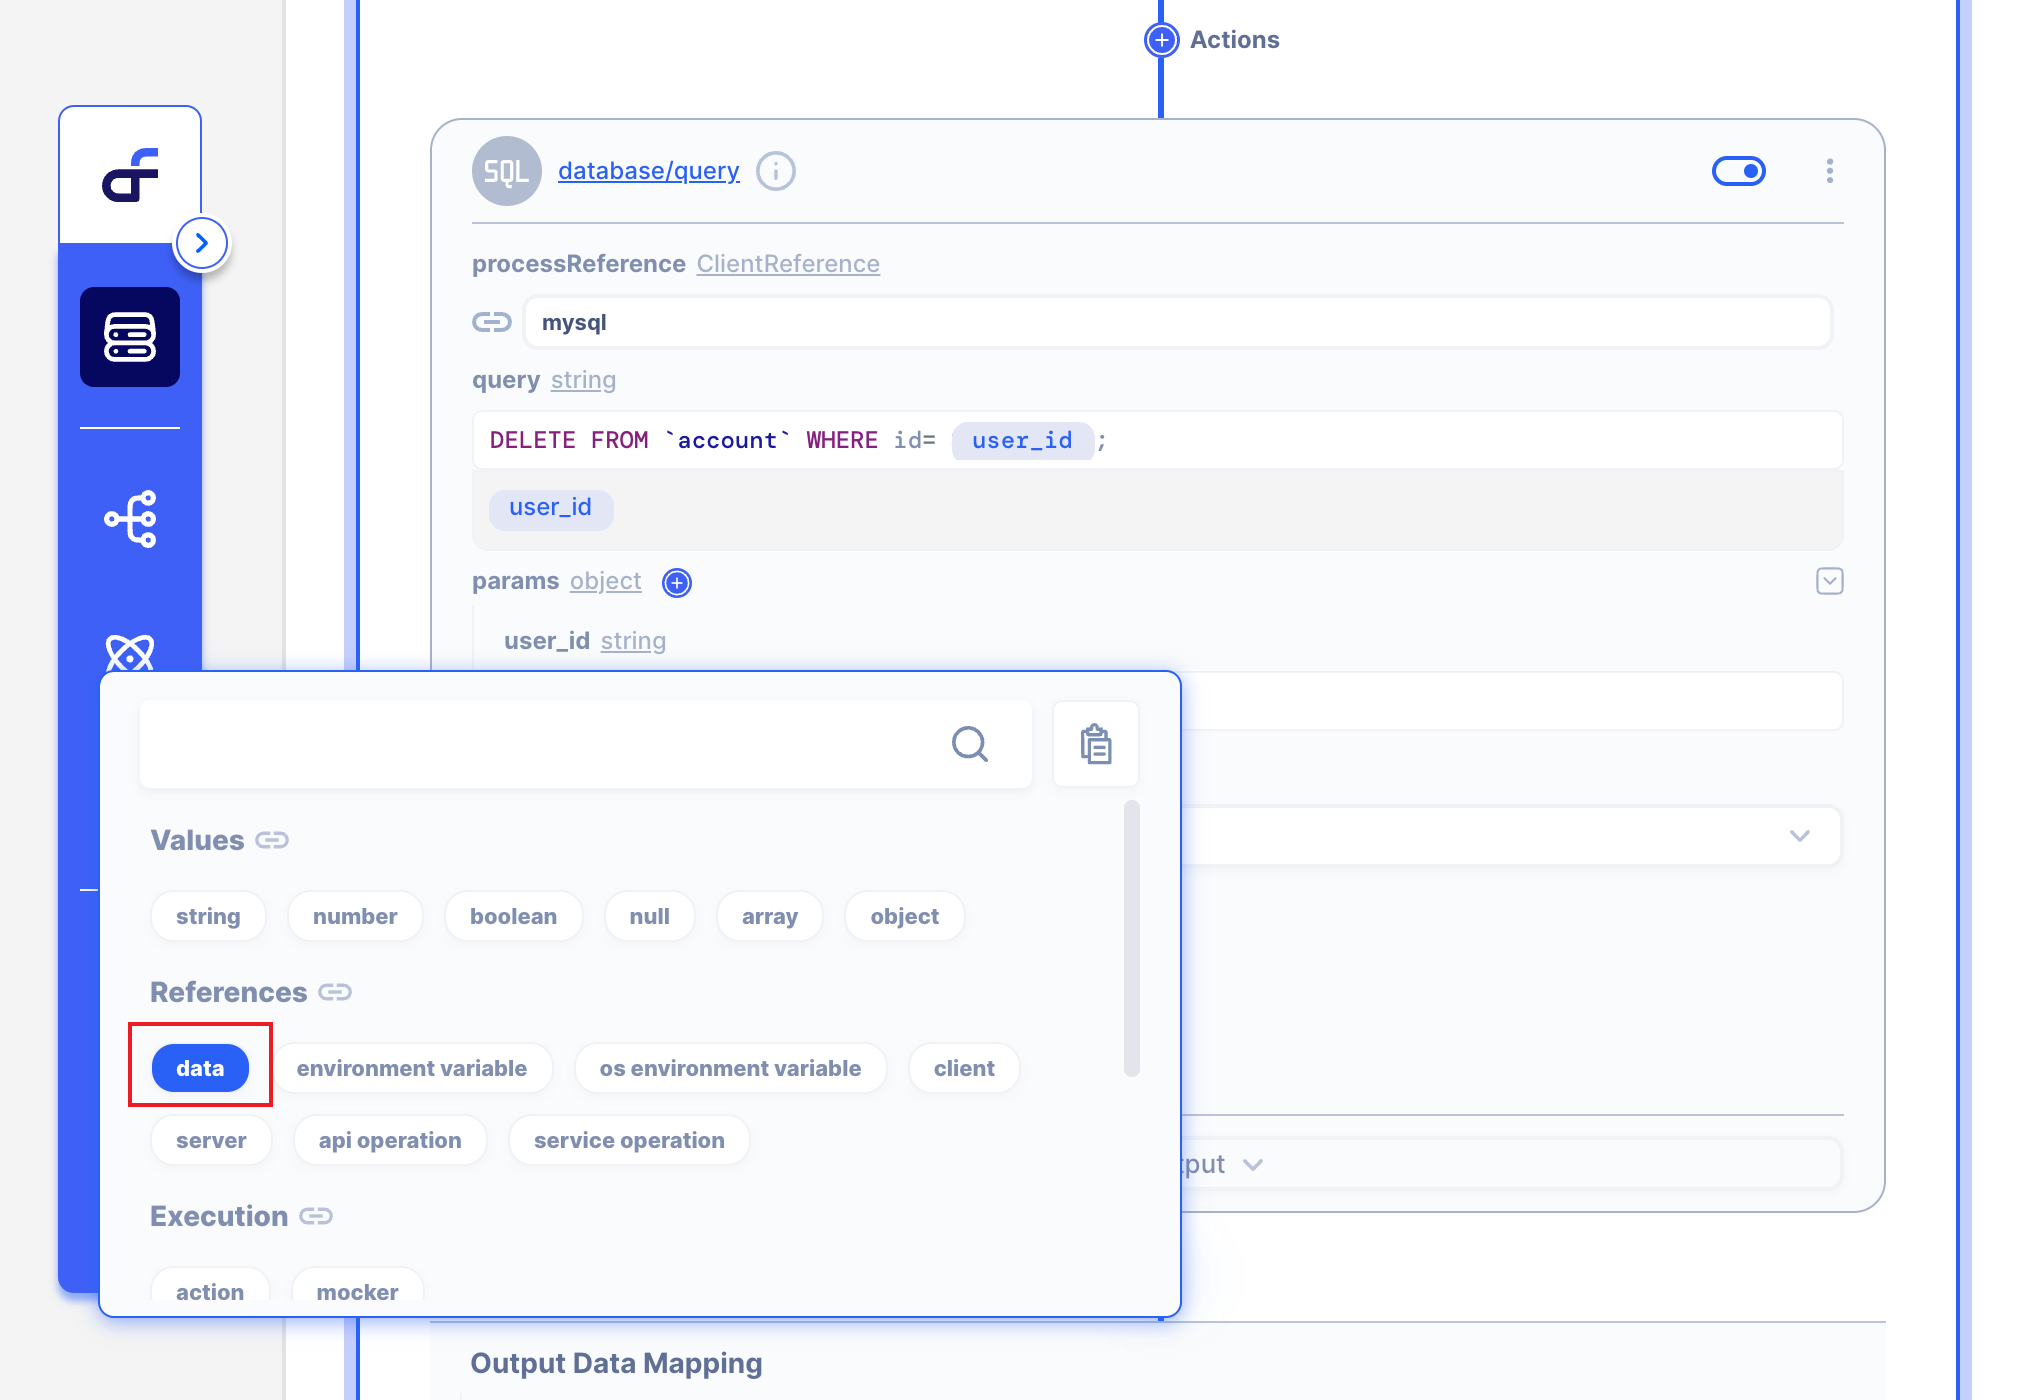 Actions
SQL database/query
processReference ClientReference
mysql
query string
DELETE FROM `account` WHERE id= user_id ;
user_id
params object
user_id string
Values
string number boolean null array object
References
data environment variable os environment variable client
server api operation service operation
tput
Execution
action mocker
Output Data Mapping